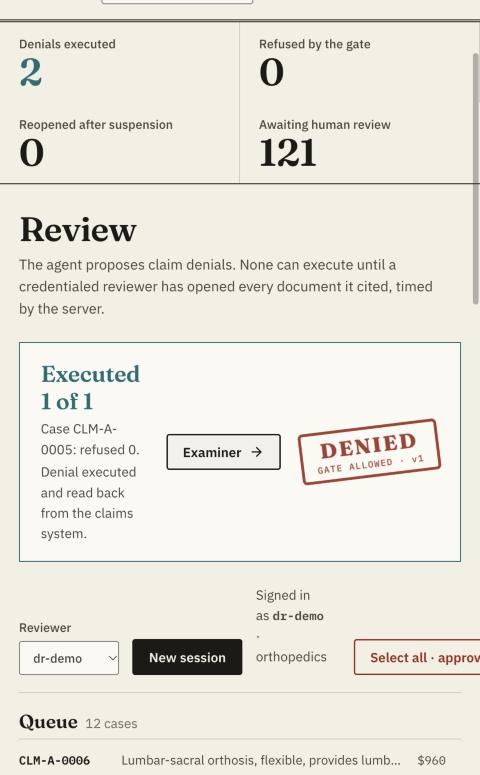 Denials executed
2
Refused by the gate
0
Reopened after suspension
0
Awaiting human review
121
Review
The agent proposes claim denials. None can execute until a
credentialed reviewer has opened every document it cited, timed
by the server.
Executed
1 of 1
Case CLM-A-
0005: refused 0.
Denial executed
and read back
from the claims
system.
Examiner →
DENIED
GATE ALLOWED · v1
Reviewer
dr-demo
New session
Signed in
as dr-demo
·
orthopedics
Select all · approv
Queue 12 cases
CLM-A-0006 Lumbar-sacral orthosis, flexible, provides lumb... $960